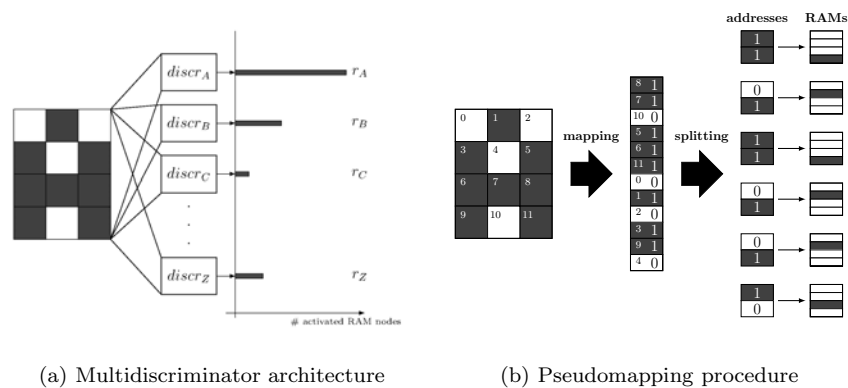 discr_A
r_A
discr_B
r_B
discr_C
r_C
discr_Z
r_Z
# activated RAM nodes
(a) Multidiscriminator architecture
0 1 2
3 4 5
6 7 8
9 10 11
mapping
8 1
7 1
10 0
5 1
6 1
11 1
0 0
1 1
2 0
3 1
9 1
4 0
splitting
addresses RAMs
1
1
0
1
1
1
0
1
0
1
1
0
(b) Pseudomapping procedure